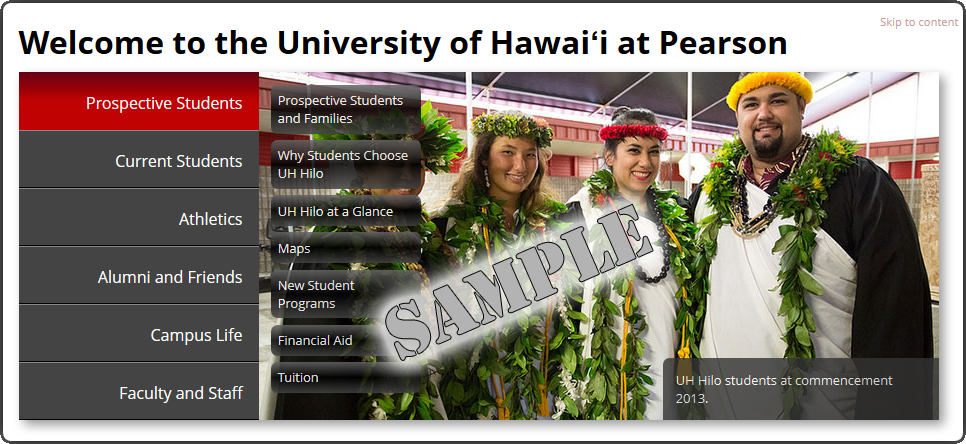 Skip to content
Welcome to the University of Hawaiʻi at Pearson
Prospective Students
Current Students
Athletics
Alumni and Friends
Campus Life
Faculty and Staff
Prospective Students
and Families
Why Students Choose
UH Hilo
UH Hilo at a Glance
Maps
New Student
Programs
Financial Aid
Tuition
SAMPLE
UH Hilo students at commencement
2013.